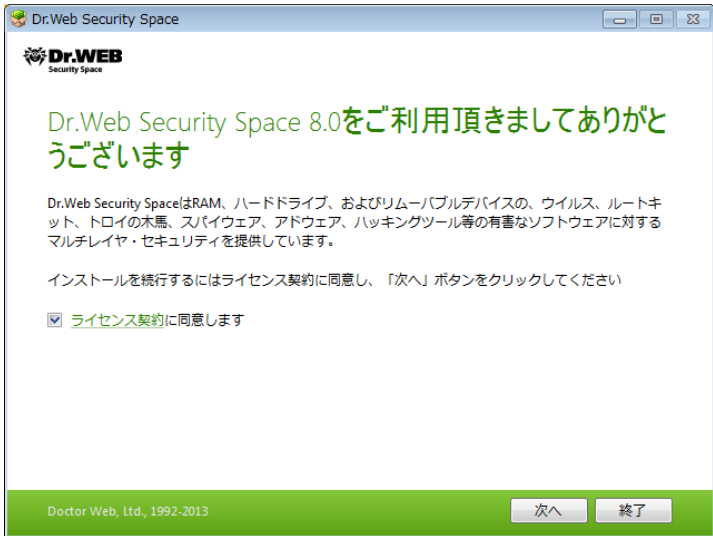 Dr.Web Security Space
Dr.WEB
Security Space
Dr.Web Security Space 8.0をご利用頂きましてありがと
うございます
Dr.Web Security SpaceはRAM、ハードドライブ、およびリムーバブルデバイスの、ウイルス、ルートキ
ット、トロイの木馬、スパイウェア、アドウェア、ハッキングツール等の有害なソフトウェアに対する
マルチレイヤ・セキュリティを提供しています。
インストールを続行するにはライセンス契約に同意し、「次へ」ボタンをクリックしてください
ライセンス契約に同意します
Doctor Web, Ltd., 1992-2013
次へ
終了